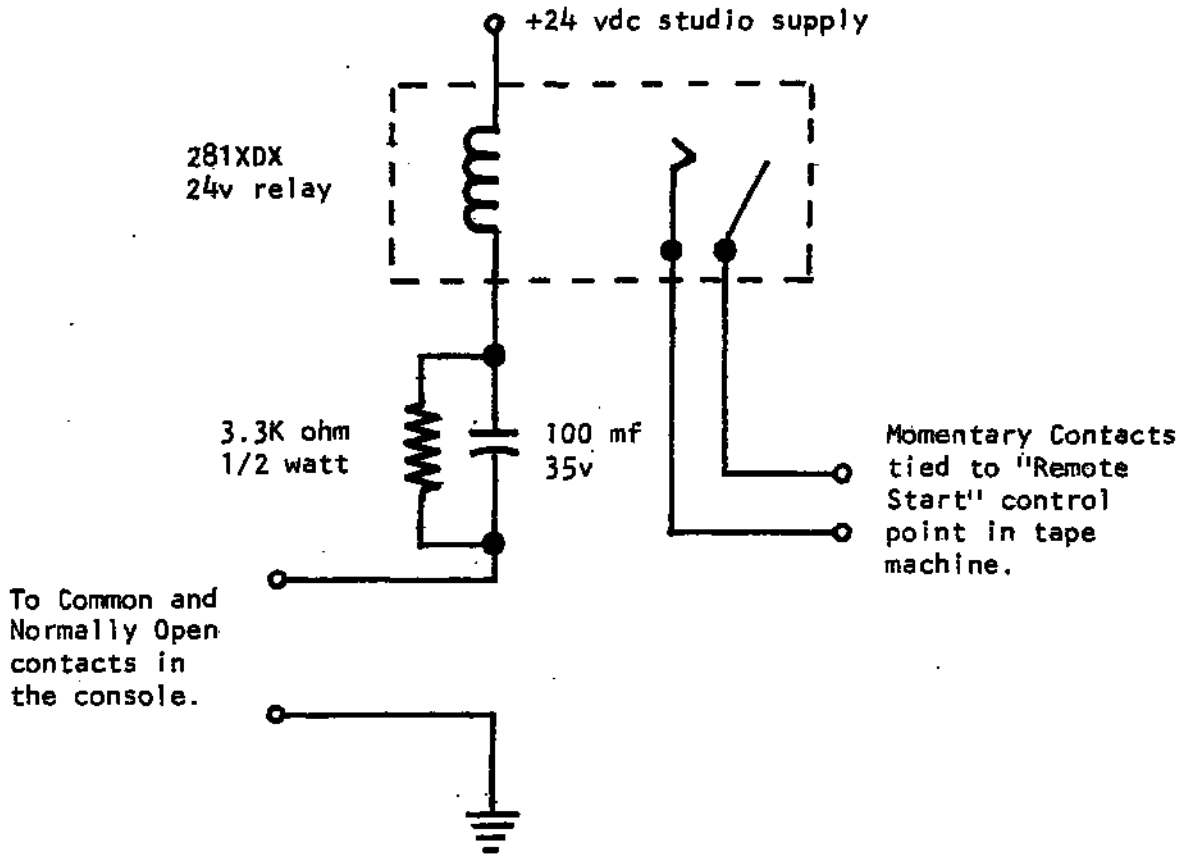 +24 vdc studio supply
281XDX
24v relay
3.3K ohm
1/2 watt
100 mf
35v
Momentary Contacts
tied to "Remote
Start" control
point in tape
machine.
To Common and
Normally Open
contacts in
the console.